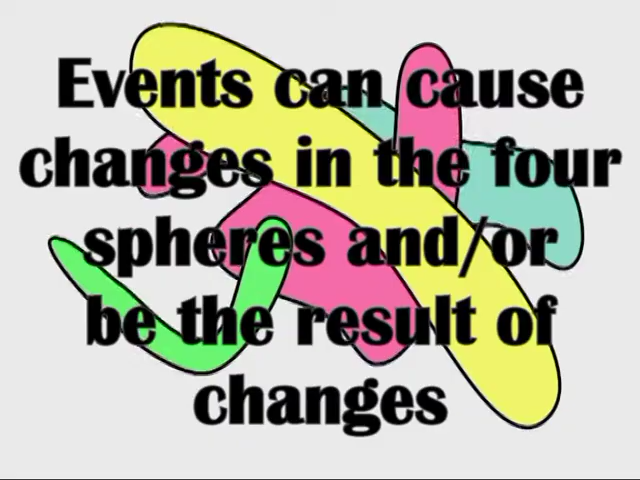 Events can cause
changes in the four
spheres and/or
be the result of
changes